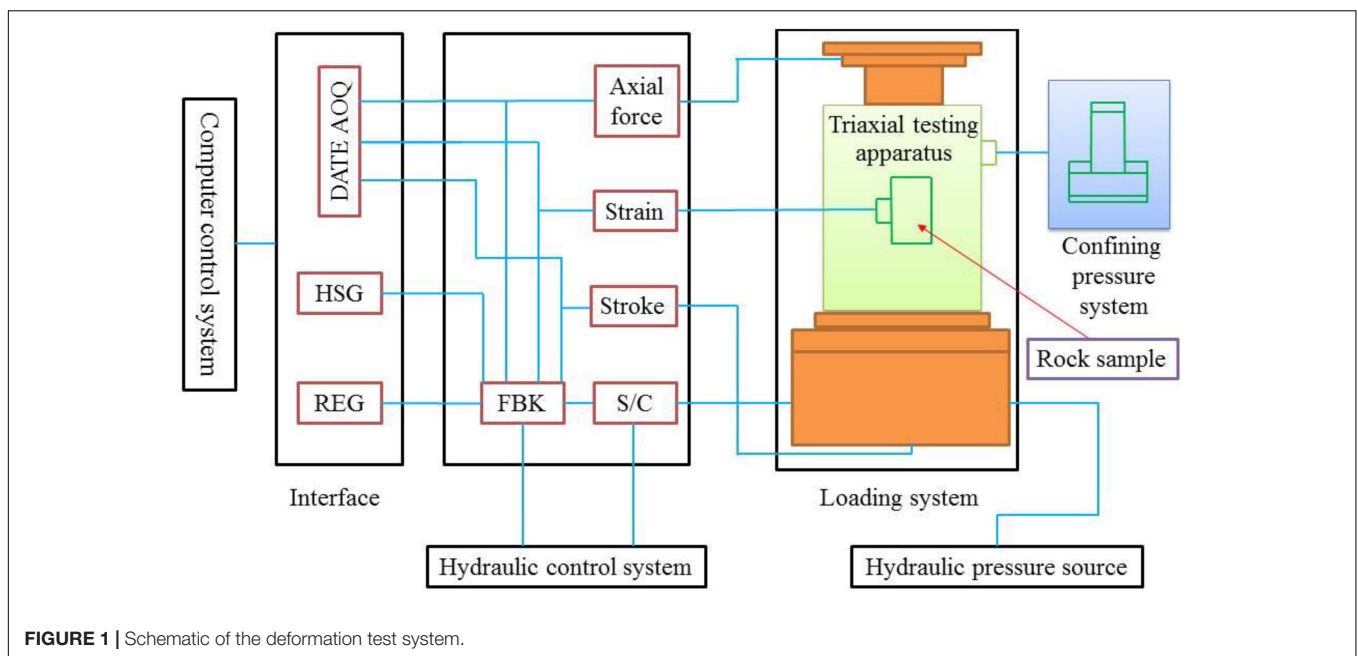 Computer control system
DATE AOQ
HSG
REG
Interface
Axial
force
Strain
Stroke
FBK
S/C
Hydraulic control system
Triaxial testing
apparatus
Loading system
Confining
pressure
system
Rock sample
Hydraulic pressure source
FIGURE 1 | Schematic of the deformation test system.